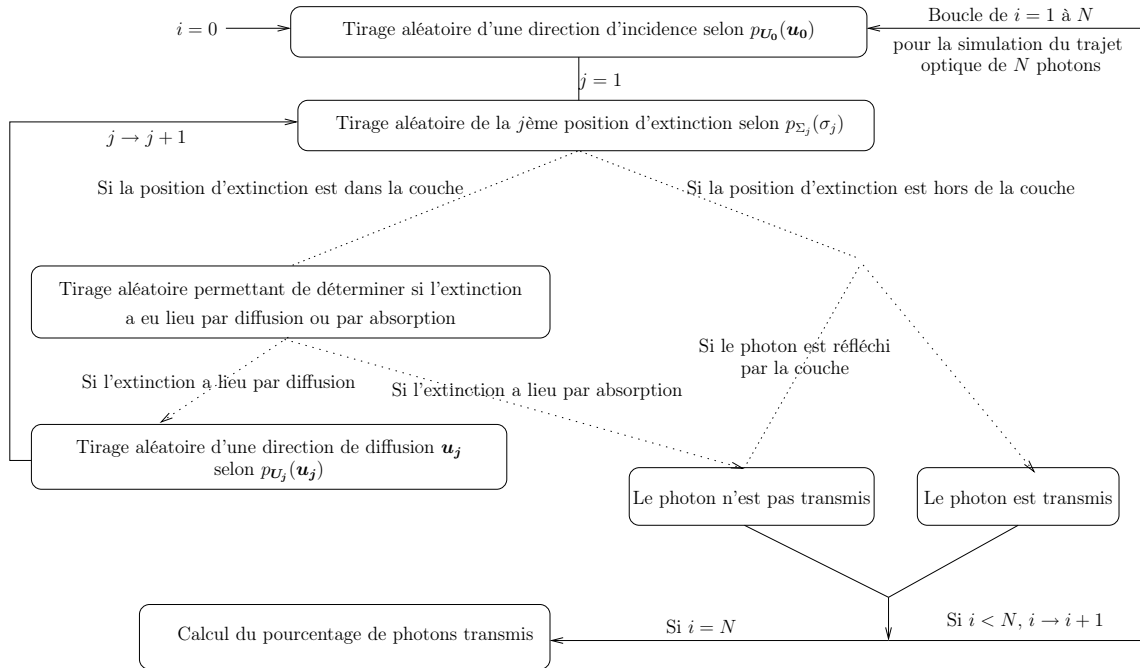 i = 0
Tirage aléatoire d'une direction d'incidence selon p_{U_0}(u_0)
Boucle de i = 1 à N
pour la simulation du trajet
optique de N photons
j = 1
Tirage aléatoire de la jème position d'extinction selon p_{Σ_j}(σ_j)
j → j + 1
Si la position d'extinction est dans la couche
Si la position d'extinction est hors de la couche
Tirage aléatoire permettant de déterminer si l'extinction
a eu lieu par diffusion ou par absorption
Si le photon est réfléchi
par la couche
Si l'extinction a lieu par diffusion
Si l'extinction a lieu par absorption
Tirage aléatoire d'une direction de diffusion u_j
selon p_{U_j}(u_j)
Le photon n'est pas transmis
Le photon est transmis
Calcul du pourcentage de photons transmis
Si i = N
Si i < N, i → i + 1